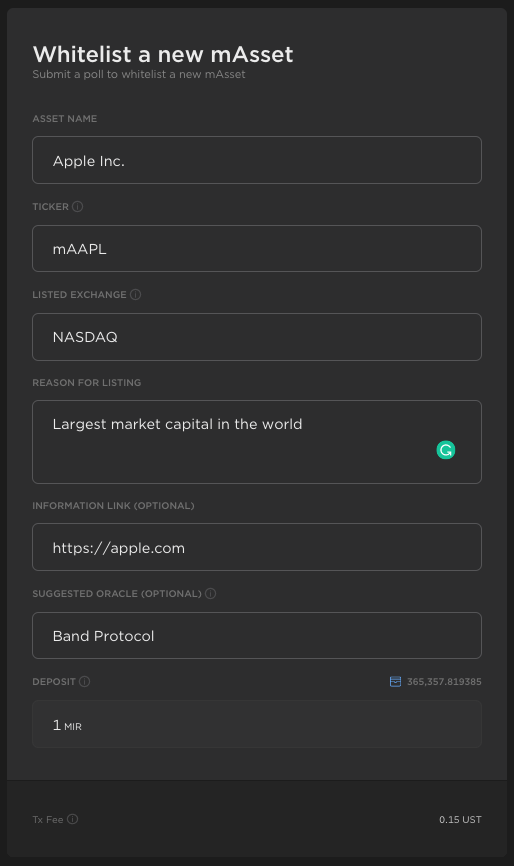 Whitelist a new mAsset
Submit a poll to whitelist a new mAsset
ASSET NAME
Apple Inc.
TICKER
mAAPL
LISTED EXCHANGE
NASDAQ
REASON FOR LISTING
Largest market capital in the world
INFORMATION LINK (OPTIONAL)
https://apple.com
SUGGESTED ORACLE (OPTIONAL)
Band Protocol
DEPOSIT 365,357.819385
1 MIR
Tx Fee 0.15 UST